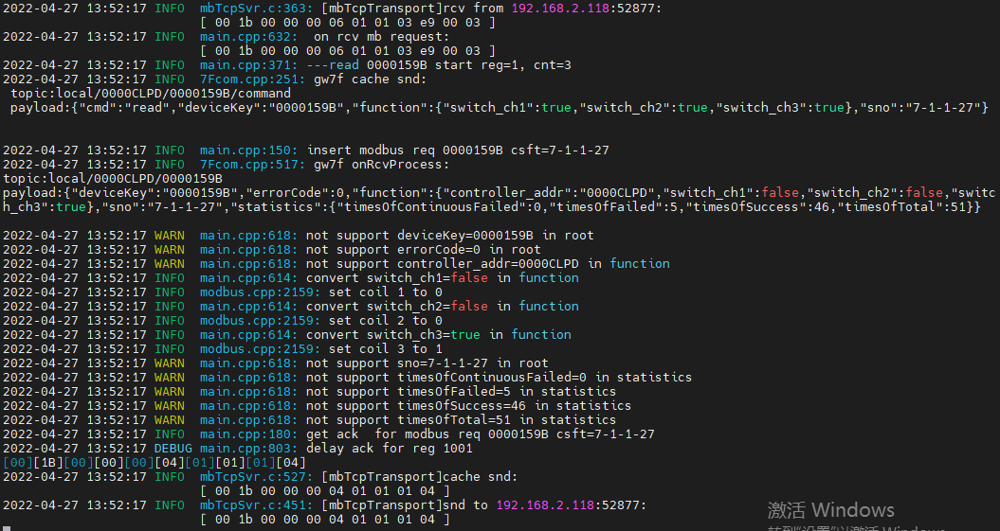 2022-04-27 13:52:17 INFO  mbTcpSvr.c:363: [mbTcpTransport]rcv from 192.168.2.118:52877:
[ 00 1b 00 00 00 06 01 01 03 e9 00 03 ]
2022-04-27 13:52:17 INFO  main.cpp:632:  on rcv mb request:
[ 00 1b 00 00 00 06 01 01 03 e9 00 03 ]
2022-04-27 13:52:17 INFO  main.cpp:371: ---read 0000159B start reg=1, cnt=3
2022-04-27 13:52:17 INFO  7Fcom.cpp:251: gw7f cache snd:
topic:local/0000CLPD/0000159B/command
payload:{"cmd":"read","deviceKey":"0000159B","function":{"switch_ch1":true,"switch_ch2":true,"switch_ch3":true},"sno":"7-1-1-27"}
2022-04-27 13:52:17 INFO  main.cpp:150: insert modbus req 0000159B csft=7-1-1-27
2022-04-27 13:52:17 INFO  7Fcom.cpp:517: gw7f onRcvProcess:
topic:local/0000CLPD/0000159B
payload:{"deviceKey":"0000159B","errorCode":0,"function":{"controller_addr":"0000CLPD","switch_ch1":false,"switch_ch2":false,"switc
h_ch3":true},"sno":"7-1-1-27","statistics":{"timesOfContinuousFailed":0,"timesOfFailed":5,"timesOfSuccess":46,"timesOfTotal":51}}
2022-04-27 13:52:17 WARN  main.cpp:618: not support deviceKey=0000159B in root
2022-04-27 13:52:17 WARN  main.cpp:618: not support errorCode=0 in root
2022-04-27 13:52:17 WARN  main.cpp:618: not support controller_addr=0000CLPD in function
2022-04-27 13:52:17 INFO  main.cpp:614: convert switch_ch1=false in function
2022-04-27 13:52:17 INFO  modbus.cpp:2159: set coil 1 to 0
2022-04-27 13:52:17 INFO  main.cpp:614: convert switch_ch2=false in function
2022-04-27 13:52:17 INFO  modbus.cpp:2159: set coil 2 to 0
2022-04-27 13:52:17 INFO  main.cpp:614: convert switch_ch3=true in function
2022-04-27 13:52:17 INFO  modbus.cpp:2159: set coil 3 to 1
2022-04-27 13:52:17 WARN  main.cpp:618: not support sno=7-1-1-27 in root
2022-04-27 13:52:17 WARN  main.cpp:618: not support timesOfContinuousFailed=0 in statistics
2022-04-27 13:52:17 WARN  main.cpp:618: not support timesOfFailed=5 in statistics
2022-04-27 13:52:17 WARN  main.cpp:618: not support timesOfSuccess=46 in statistics
2022-04-27 13:52:17 WARN  main.cpp:618: not support timesOfTotal=51 in statistics
2022-04-27 13:52:17 INFO  main.cpp:180: get ack  for modbus req 0000159B csft=7-1-1-27
2022-04-27 13:52:17 DEBUG main.cpp:803: delay ack for reg 1001
[00][1B][00][00][00][04][01][01][01][04]
2022-04-27 13:52:17 INFO  mbTcpSvr.c:527: [mbTcpTransport]cache snd:
[ 00 1b 00 00 00 04 01 01 01 04 ]
2022-04-27 13:52:17 INFO  mbTcpSvr.c:451: [mbTcpTransport]snd to 192.168.2.118:52877:
[ 00 1b 00 00 00 04 01 01 01 04 ]
激活 Windows
转到"设置"以激活 Windows